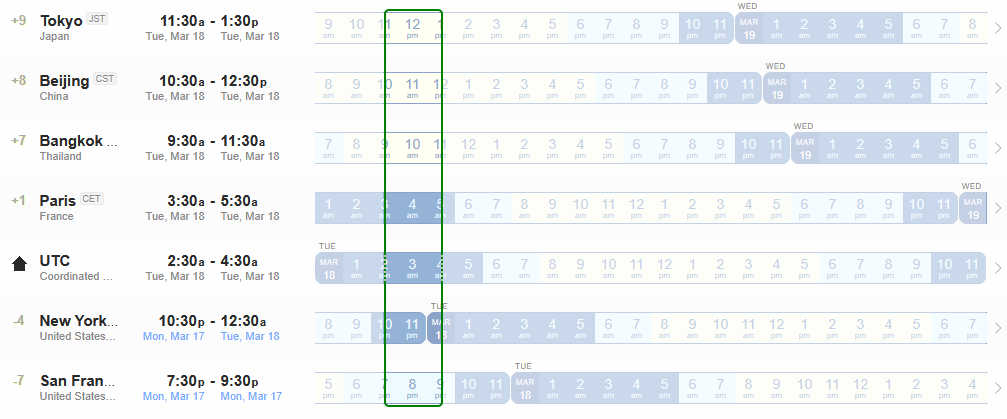 WED
+9 Tokyo JST 11:30a - 1:30p 9 10 11 12 1 2 3 4 5 6 7 8 9 10 11 MAR 1 2 3 4 5 6 7 8
Japan Tue, Mar 18 Tue, Mar 18 am am am pm pm pm pm pm pm pm pm pm pm pm pm 19 am am am am am am am am
WED
+8 Beijing CST 10:30a - 12:30p 8 9 10 11 12 1 2 3 4 5 6 7 8 9 10 11 MAR 1 2 3 4 5 6 7
China Tue, Mar 18 Tue, Mar 18 am am am am pm pm pm pm pm pm pm pm pm pm pm pm 19 am am am am am am am
WED
+7 Bangkok ... 9:30a - 11:30a 7 8 9 10 11 12 1 2 3 4 5 6 7 8 9 10 11 MAR 1 2 3 4 5 6
Thailand Tue, Mar 18 Tue, Mar 18 am am am am am pm pm pm pm pm pm pm pm pm pm pm pm 19 am am am am am am
WED
+1 Paris CET 3:30a - 5:30a 1 2 3 4 5 6 7 8 9 10 11 12 1 2 3 4 5 6 7 8 9 10 11 MAR
France Tue, Mar 18 Tue, Mar 18 am am am am am am am am am am am pm pm pm pm pm pm pm pm pm pm pm pm 19
TUE
UTC 2:30a - 4:30a MAR 1 2 3 4 5 6 7 8 9 10 11 12 1 2 3 4 5 6 7 8 9 10 11
Coordinated ... Tue, Mar 18 Tue, Mar 18 18 am am am am am am am am am am am pm pm pm pm pm pm pm pm pm pm pm pm
TUE
-4 New York... 10:30p - 12:30a 8 9 10 11 MAR 1 2 3 4 5 6 7 8 9 10 11 12 1 2 3 4 5 6 7
United States... Mon, Mar 17 Tue, Mar 18 pm pm pm pm 18 am am am am am am am am am am am pm pm pm pm pm pm pm pm
TUE
-7 San Fran... 7:30p - 9:30p 5 6 7 8 9 10 11 MAR 1 2 3 4 5 6 7 8 9 10 11 12 1 2 3 4
United States... Mon, Mar 17 Mon, Mar 17 pm pm pm pm pm pm pm 18 am am am am am am am am am am am pm pm pm pm pm